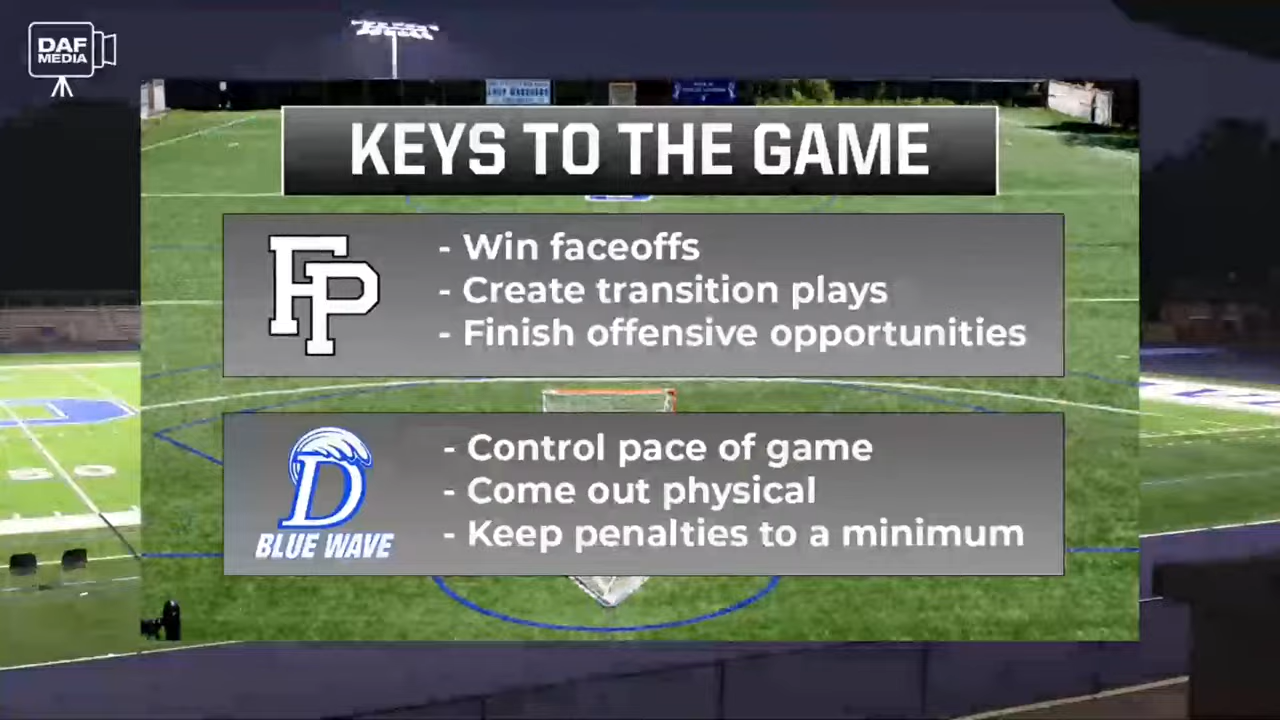 DAF
MEDIA
KEYS TO THE GAME
FP
- Win faceoffs
- Create transition plays
- Finish offensive opportunities
D
BLUE WAVE
- Control pace of game
- Come out physical
- Keep penalties to a minimum